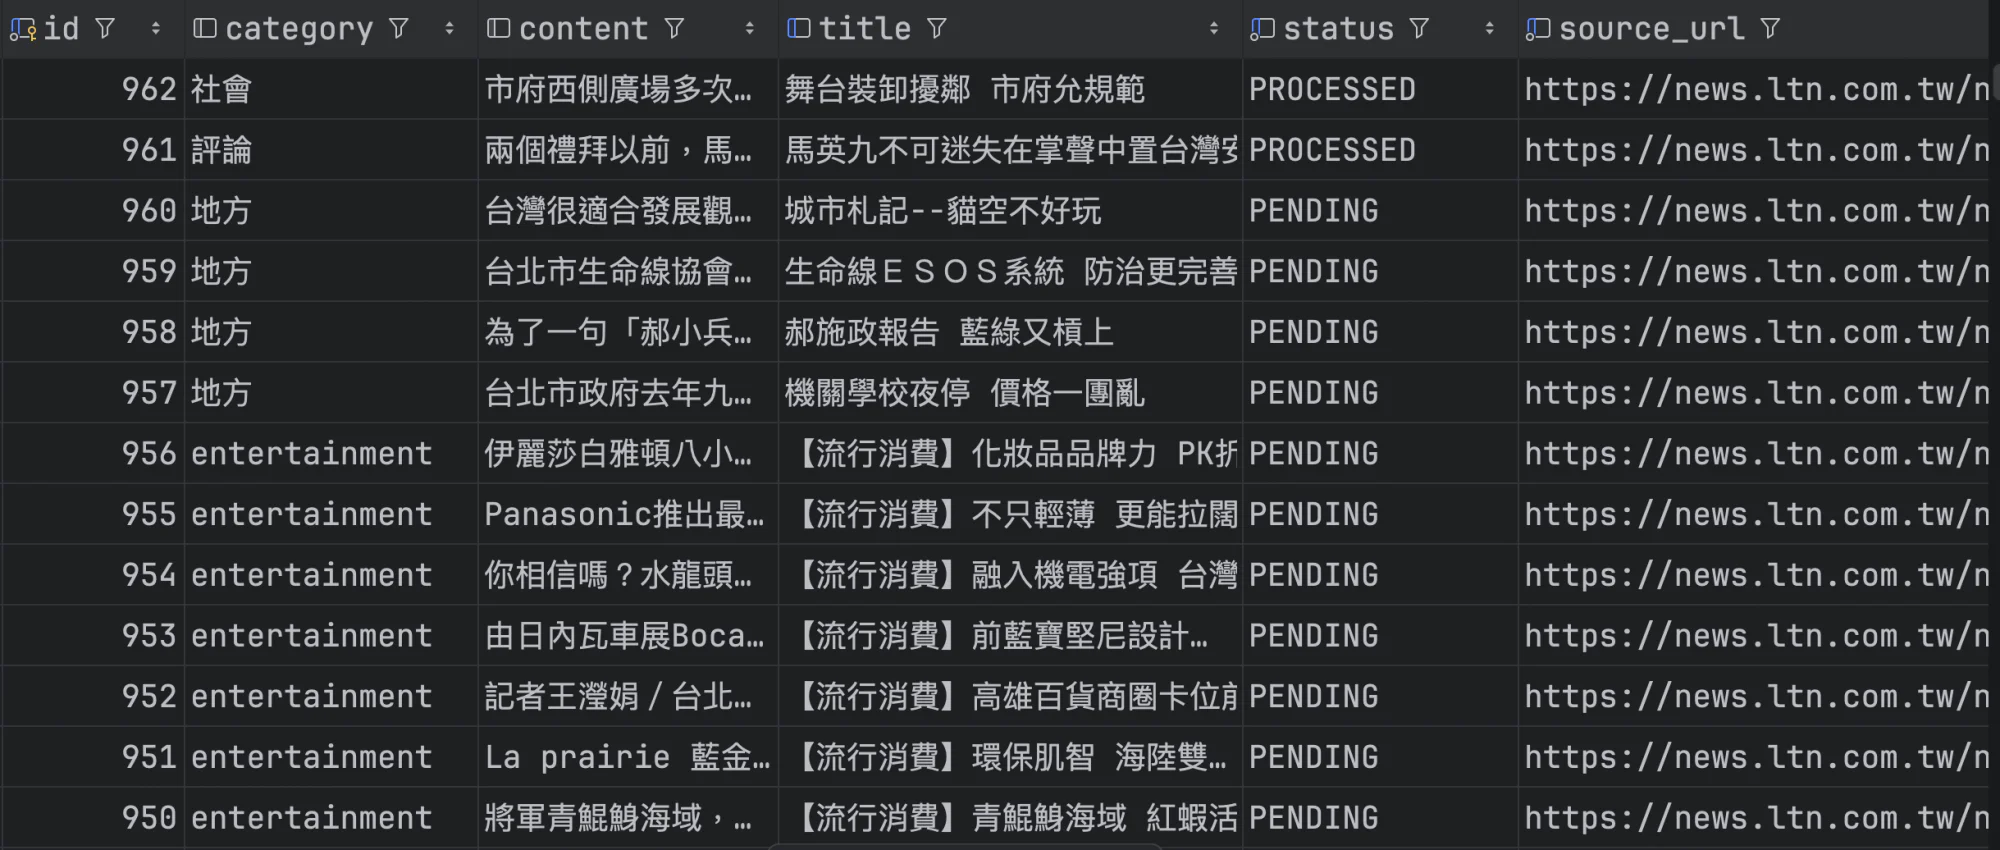 id category content title status source_url
962 社會 市府西側廣場多次… 舞台裝卸擾鄰 市府允規範 PROCESSED https://news.ltn.com.tw/n
961 評論 兩個禮拜以前，馬… 馬英九不可迷失在掌聲中置台灣安 PROCESSED https://news.ltn.com.tw/n
960 地方 台灣很適合發展觀… 城市札記--貓空不好玩 PENDING https://news.ltn.com.tw/n
959 地方 台北市生命線協會… 生命線ＥＳＯＳ系統 防治更完善 PENDING https://news.ltn.com.tw/n
958 地方 為了一句「郝小兵… 郝施政報告 藍綠又槓上 PENDING https://news.ltn.com.tw/n
957 地方 台北市政府去年九… 機關學校夜停 價格一團亂 PENDING https://news.ltn.com.tw/n
956 entertainment 伊麗莎白雅頓八小… 【流行消費】化妝品品牌力 PK折 PENDING https://news.ltn.com.tw/n
955 entertainment Panasonic推出最… 【流行消費】不只輕薄 更能拉闊 PENDING https://news.ltn.com.tw/n
954 entertainment 你相信嗎？水龍頭… 【流行消費】融入機電強項 台灣 PENDING https://news.ltn.com.tw/n
953 entertainment 由日內瓦車展Boca… 【流行消費】前藍寶堅尼設計… PENDING https://news.ltn.com.tw/n
952 entertainment 記者王瀅娟／台北… 【流行消費】高雄百貨商圈卡位前 PENDING https://news.ltn.com.tw/n
951 entertainment La prairie 藍金… 【流行消費】環保肌智 海陸雙… PENDING https://news.ltn.com.tw/n
950 entertainment 將軍青鯤鯓海域，… 【流行消費】青鯤鯓海域 紅蝦活 PENDING https://news.ltn.com.tw/n